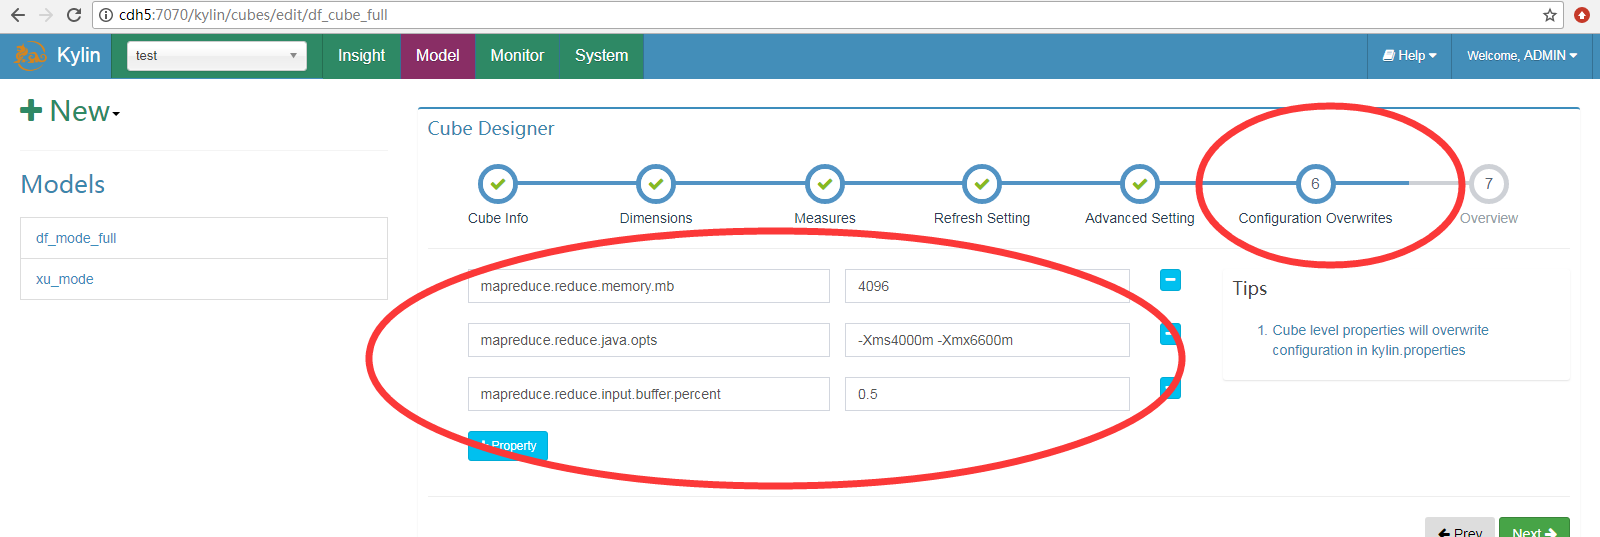 cdh5:7070/kylin/cubes/edit/df_cube_full
Kylin
test
Insight
Model
Monitor
System
Help
Welcome, ADMIN
New
Models
df_mode_full
xu_mode
Cube Designer
6
7
Cube Info
Dimensions
Measures
Refresh Setting
Advanced Setting
Configuration Overwrites
Overview
mapreduce.reduce.memory.mb
4096
mapreduce.reduce.java.opts
-Xms4000m -Xmx6600m
mapreduce.reduce.input.buffer.percent
0.5
Property
Tips
1. Cube level properties will overwrite
configuration in kylin.properties
Prev
Next